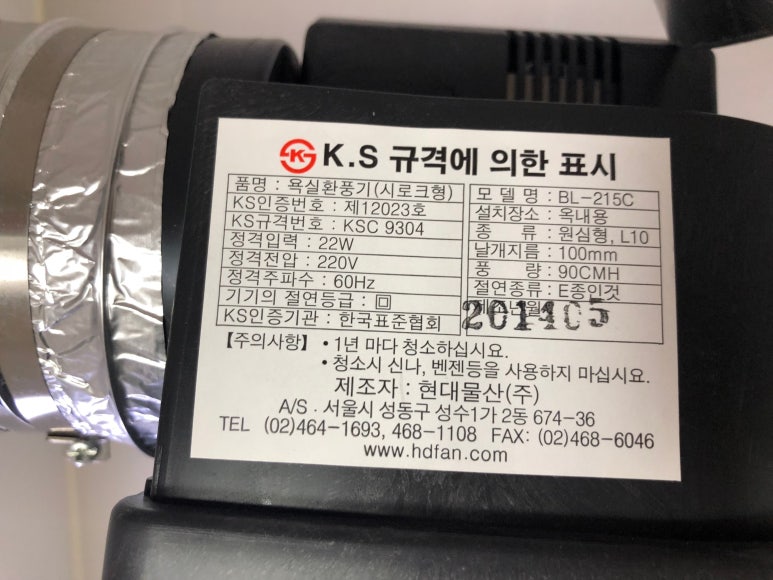 K.S 규격에 의한 표시
품명 : 욕실환풍기(시로크형)
KS인증번호 : 제12023호
KS규격번호 : KSC 9304
정격입력 : 22W
정격전압 : 220V
정격주파수 : 60Hz
기기의 절연등급 : 回
KS인증기관 : 한국표준협회
모 델 명 : BL-215C
설치장소 : 옥내용
종 류 : 원심형, L10
날개지름 : 100mm
풍 량 : 90CMH
절연종류 : E종인것
201405
[주의사항] • 1년 마다 청소하십시요.
• 청소시 신나, 벤젠등을 사용하지 마십시요.
제조자 : 현대물산(주)
A/S · 서울시 성동구 성수1가 2동 674-36
TEL (02)464-1693, 468-1108 FAX: (02)468-6046
www.hdfan.com